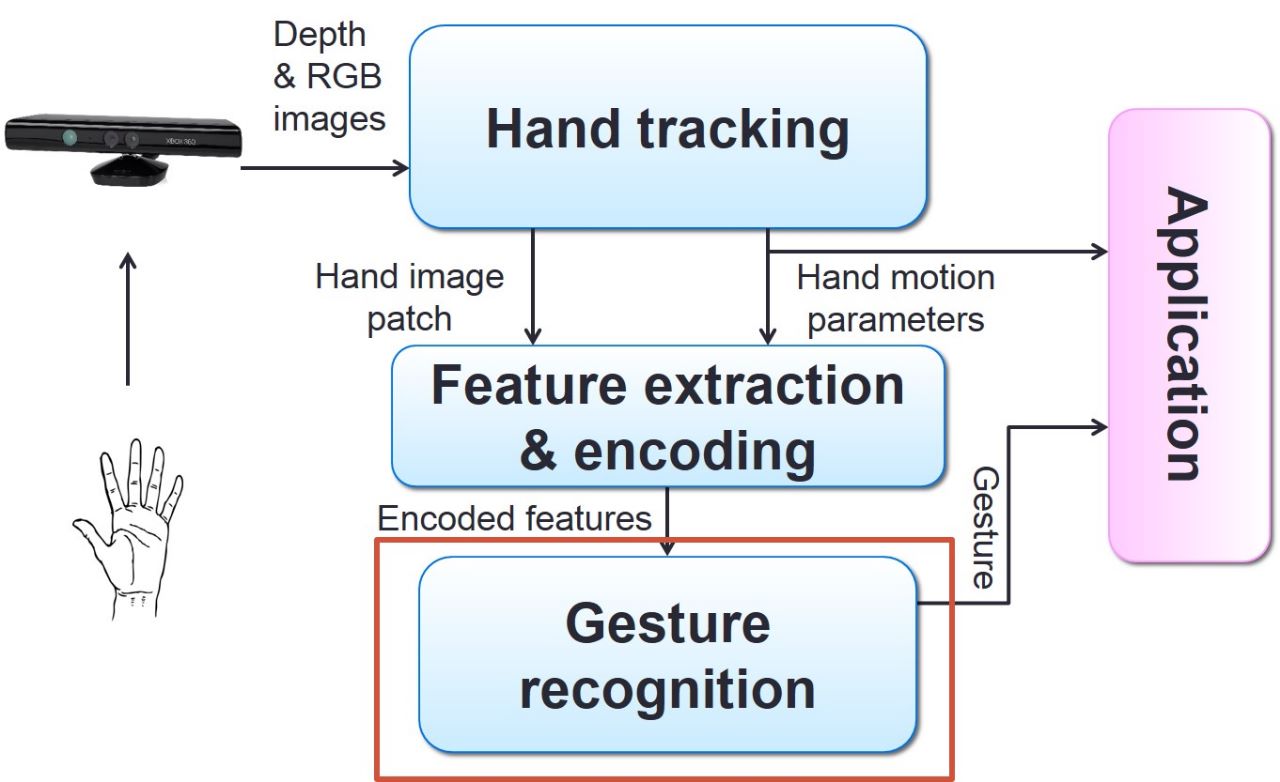 Depth
& RGB
images
XBOX 360
Hand tracking
Hand image
patch
Hand motion
parameters
Application
Feature extraction
& encoding
Encoded features
Gesture
Gesture
recognition